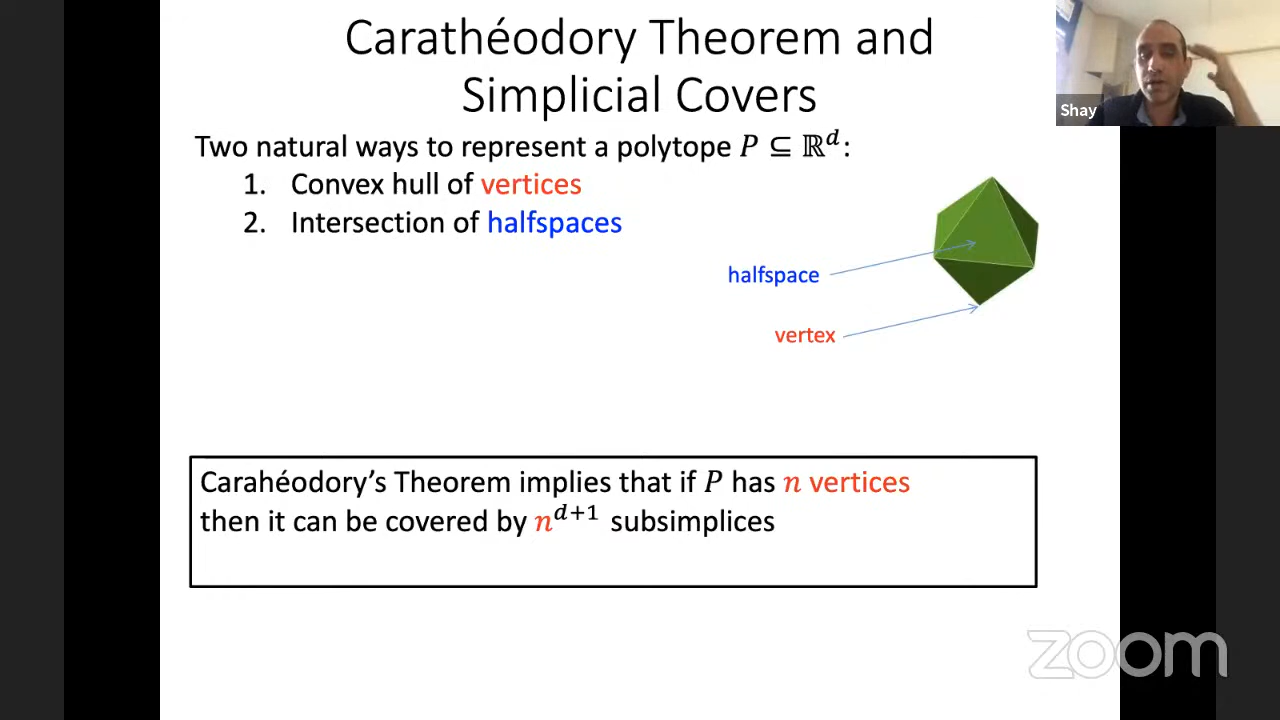 Carathéodory Theorem and
Simplicial Covers
Shay
Two natural ways to represent a polytope P ⊆ ℝ^d:
1. Convex hull of vertices
2. Intersection of halfspaces
halfspace
vertex
Carahéodory’s Theorem implies that if P has n vertices
then it can be covered by n^{d+1} subsimplices
zoom